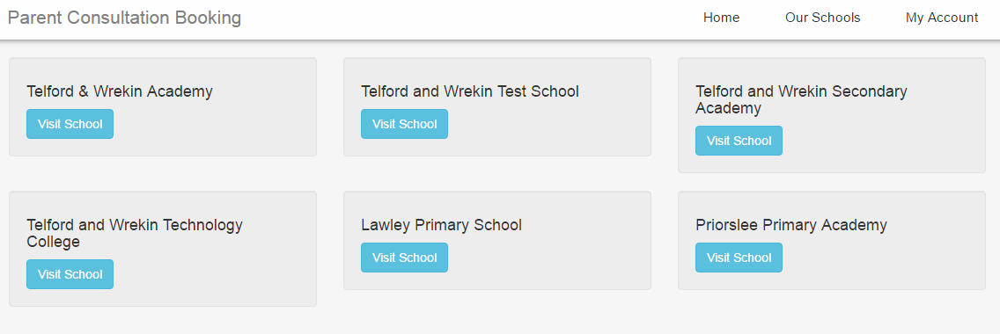 Parent Consultation Booking
Home
Our Schools
My Account
Telford & Wrekin Academy
Visit School
Telford and Wrekin Test School
Visit School
Telford and Wrekin Secondary
Academy
Visit School
Telford and Wrekin Technology
College
Visit School
Lawley Primary School
Visit School
Priorslee Primary Academy
Visit School